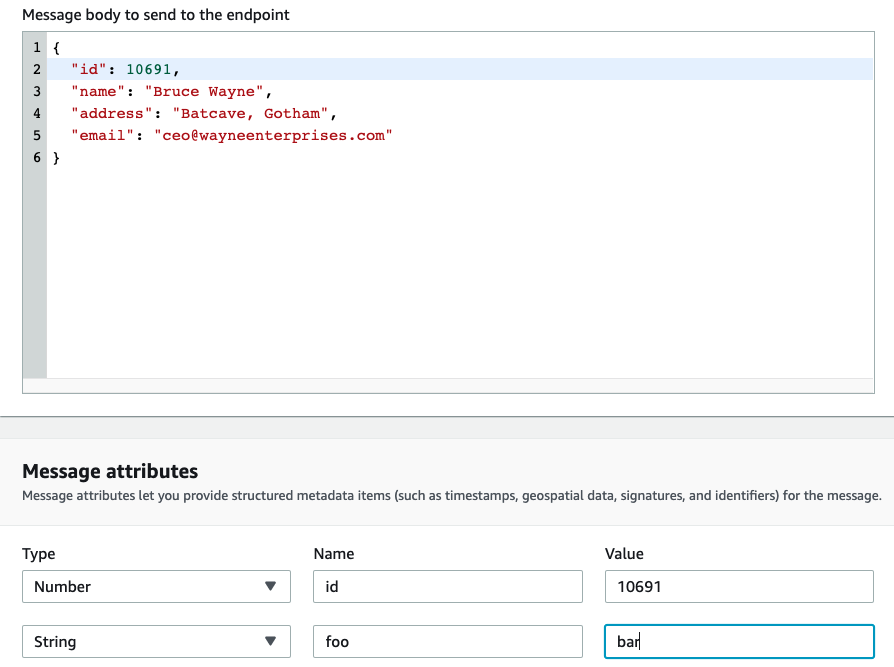 Message body to send to the endpoint
1 {
2 "id": 10691,
3 "name": "Bruce Wayne",
4 "address": "Batcave, Gotham",
5 "email": "ceo@wayneenterprises.com"
6 }
Message attributes
Message attributes let you provide structured metadata items (such as timestamps, geospatial data, signatures, and identifiers) for the message.
Type Name Value
Number id 10691
String foo bar